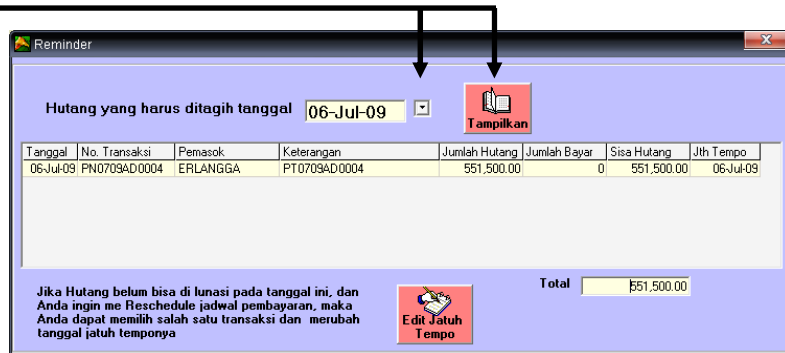 Reminder
X
Hutang yang harus ditagih tanggal 06-Jul-09
Tampilkan
Tanggal No. Transaksi Pemasok Keterangan Jumlah Hutang Jumlah Bayar Sisa Hutang Jth Tempo
06-Jul-09 PN0709AD0004 ERLANGGA PT0709AD0004 551,500.00 0 551,500.00 06-Jul-09
Total 551,500.00
Jika Hutang belum bisa di lunasi pada tanggal ini, dan
Anda ingin me Reschedule jadwal pembayaran, maka
Anda dapat memilih salah satu transaksi dan merubah
tanggal jatuh temponya
Edit Jatuh
Tempo